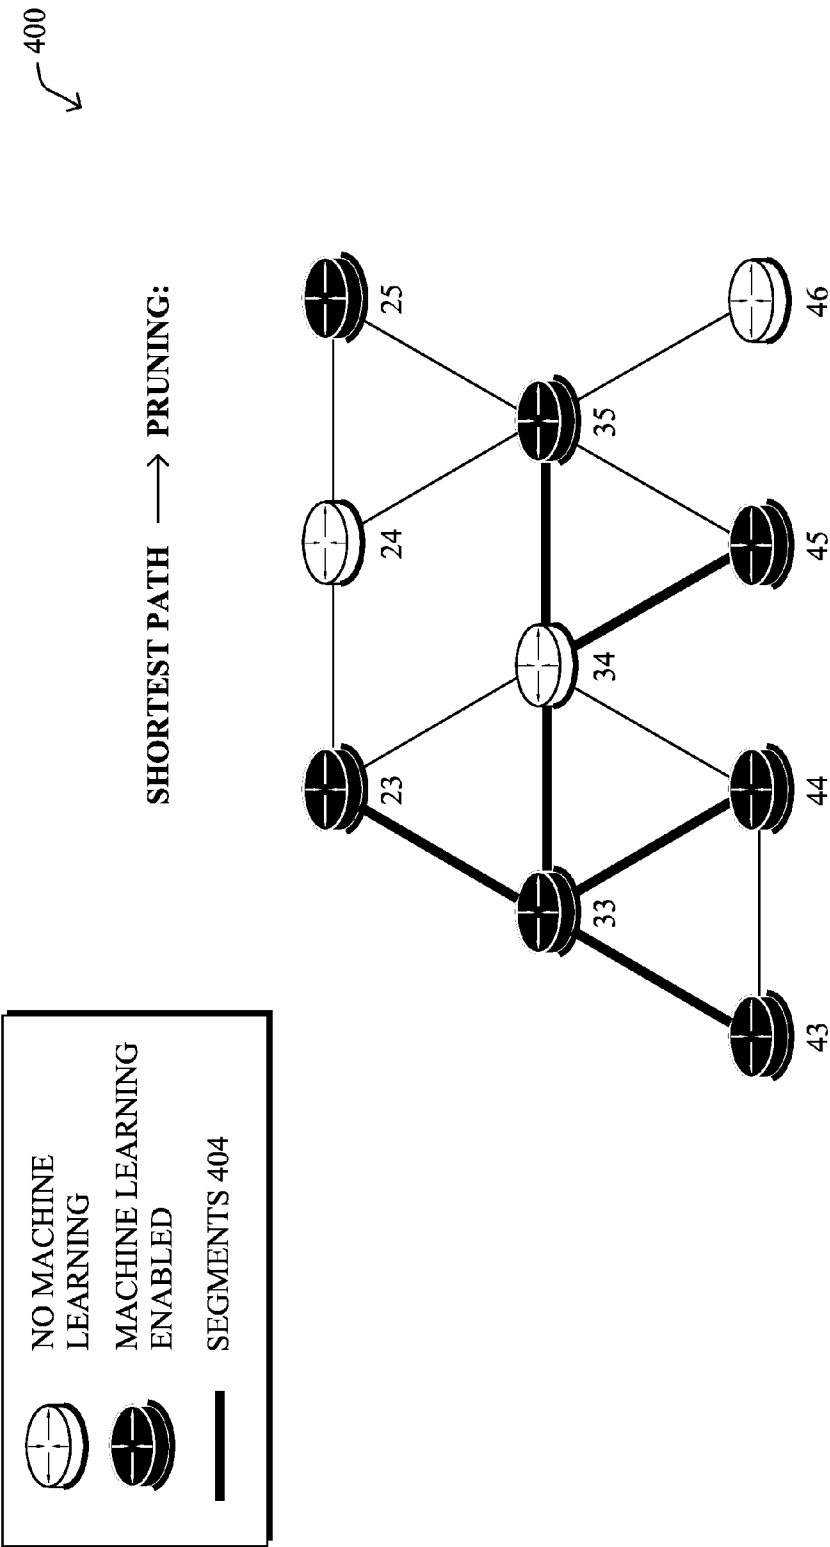 400
SHORTEST PATH → PRUNING:
23
24
25
33
34
35
43
44
45
46
NO MACHINE
LEARNING
MACHINE LEARNING
ENABLED
SEGMENTS 404